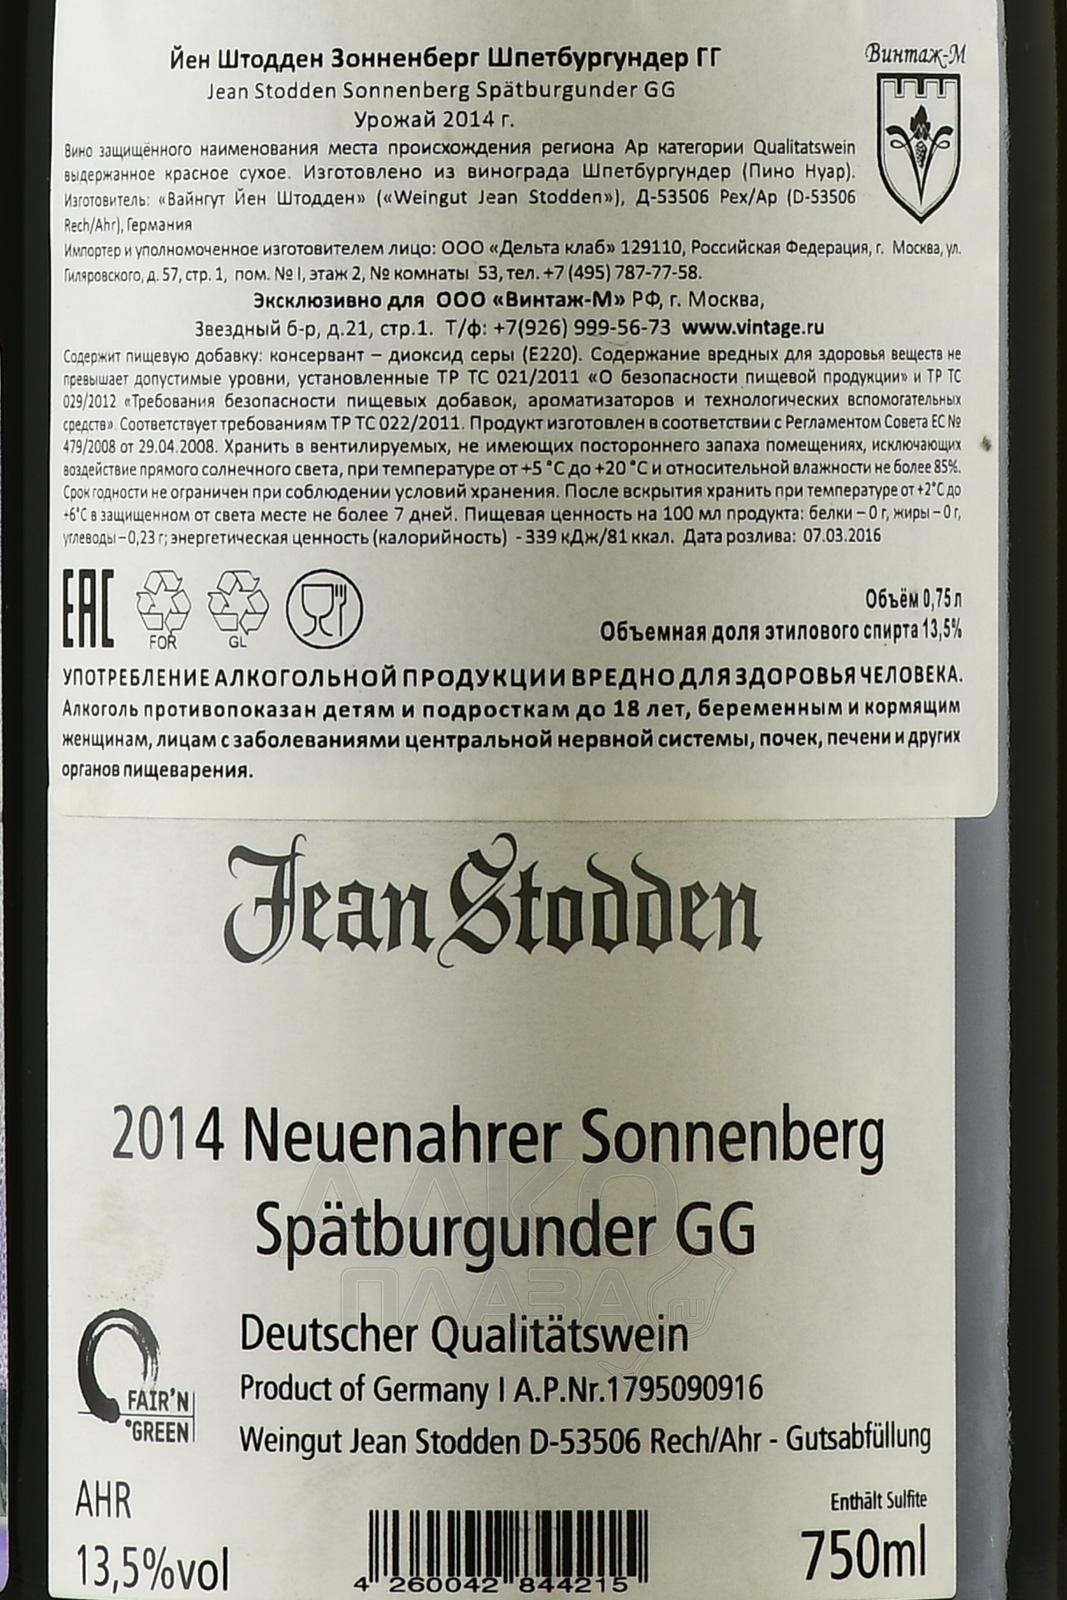 Йен Штодден Зонненберг Шпетбургундер ГГ
Винтаж-М
Jean Stodden Sonnenberg Spätburgunder GG
Урожай 2014 г.
Вино защищённого наименования места происхождения региона Ар категории Qualitatswein
выдержанное красное сухое. Изготовлено из винограда Шпетбургундер (Пино Нуар).
Изготовитель: «Вайнгут Йен Штодден» («Weingut Jean Stodden»), Д-53506 Рех/Ар (D-53506
Rech/Ahr), Германия
Импортер и уполномоченное изготовителем лицо: ООО «Дельта клаб» 129110, Российская Федерация, г. Москва, ул.
Гиляровского, д. 57, стр. 1, пом. № I, этаж 2, № комнаты 53, тел. +7 (495) 787-77-58.
Эксклюзивно для ООО «Винтаж-М» РФ, г. Москва,
Звездный б-р, д.21, стр.1. Т/ф: +7(926) 999-56-73 www.vintage.ru
Содержит пищевую добавку: консервант – диоксид серы (Е220). Содержание вредных для здоровья веществ не
превышает допустимые уровни, установленные ТР ТС 021/2011 «О безопасности пищевой продукции» и ТР ТС
029/2012 «Требования безопасности пищевых добавок, ароматизаторов и технологических вспомогательных
средств». Соответствует требованиям ТР ТС 022/2011. Продукт изготовлен в соответствии с Регламентом Совета ЕС №
479/2008 от 29.04.2008. Хранить в вентилируемых, не имеющих постороннего запаха помещениях, исключающих
воздействие прямого солнечного света, при температуре от +5 °С до +20 °С и относительной влажности не более 85%.
Срок годности не ограничен при соблюдении условий хранения. После вскрытия хранить при температуре от +2°С до
+6°С в защищенном от света месте не более 7 дней. Пищевая ценность на 100 мл продукта: белки – 0 г, жиры – 0 г,
углеводы – 0,23 г; энергетическая ценность (калорийность) - 339 кДж/81 ккал. Дата розлива: 07.03.2016
ЕАС
FOR
GL
Объём 0,75 л
Объемная доля этилового спирта 13,5%
УПОТРЕБЛЕНИЕ АЛКОГОЛЬНОЙ ПРОДУКЦИИ ВРЕДНО ДЛЯ ЗДОРОВЬЯ ЧЕЛОВЕКА.
Алкоголь противопоказан детям и подросткам до 18 лет, беременным и кормящим
женщинам, лицам с заболеваниями центральной нервной системы, почек, печени и других
органов пищеварения.
Jean Stodden
2014 Neuenahrer Sonnenberg
Spätburgunder GG
АЛКО
ПЛАЗА.ru
Deutscher Qualitätswein
Product of Germany I A.P.Nr.1795090916
FAIR'N
GREEN
Weingut Jean Stodden D-53506 Rech/Ahr - Gutsabfüllung
AHR
Enthält Sulfite
13,5%vol
750ml
4 260042 844215